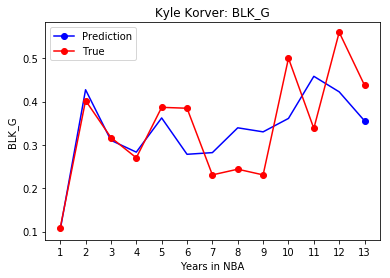 Kyle Korver: BLK_G
Prediction
True
0.5
0.4
0.3
0.2
0.1
BLK_G
1 2 3 4 5 6 7 8 9 10 11 12 13
Years in NBA